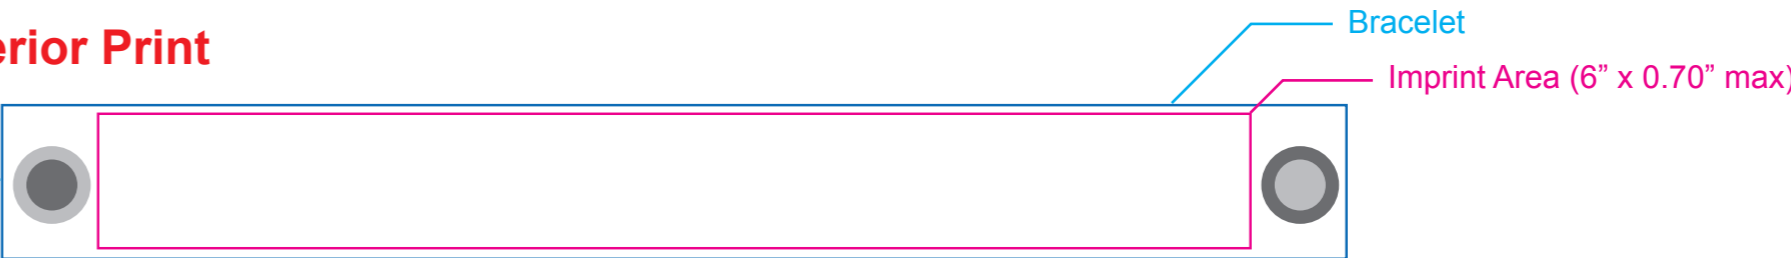 Bracelet
erior Print
Imprint Area (6” x 0.70” max)